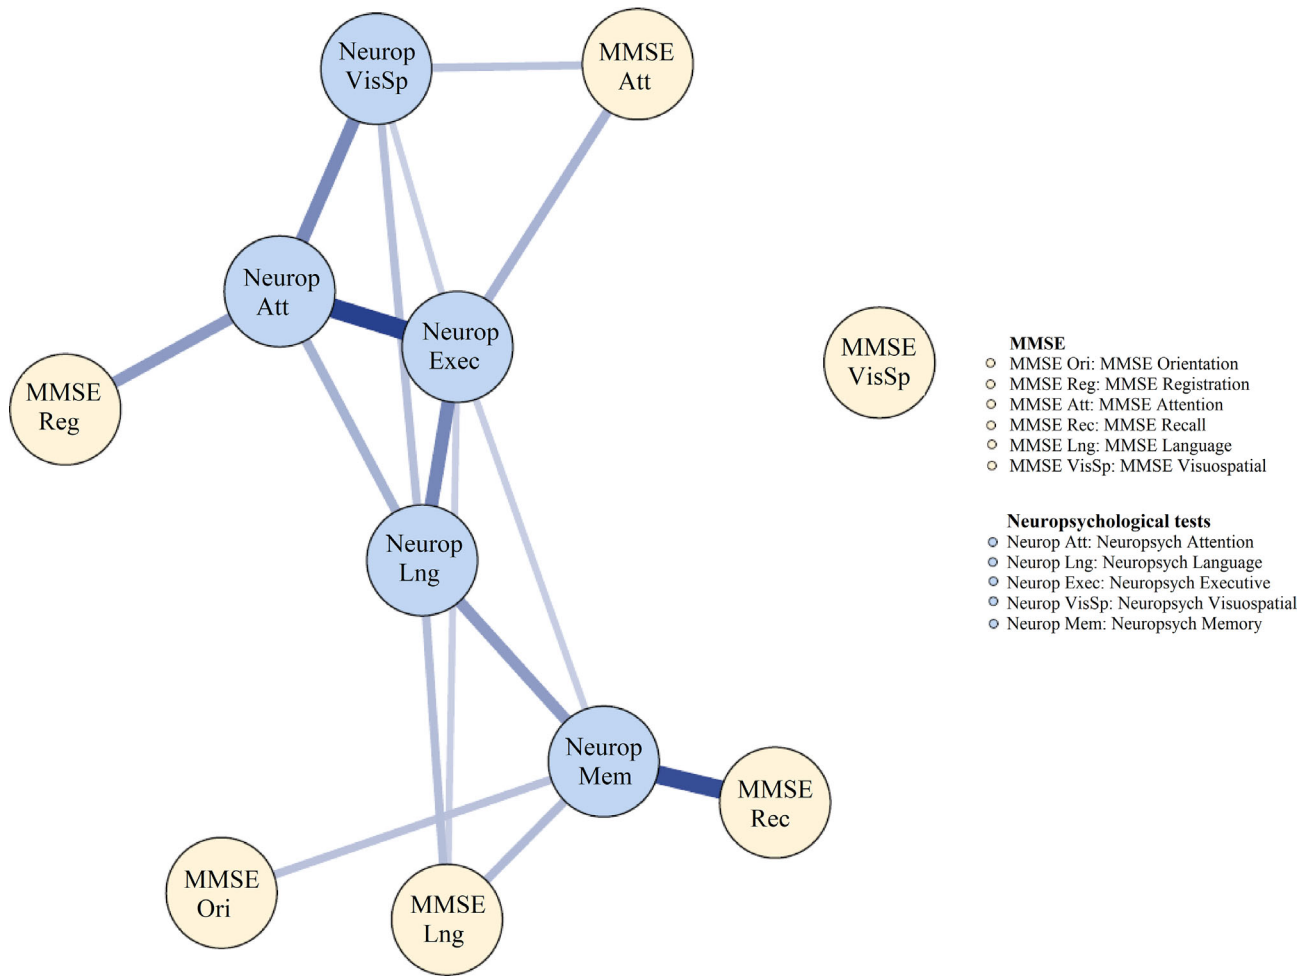 Neurop
VisSp
MMSE
Att
Neurop
Att
Neurop
Exec
MMSE
Reg
MMSE
VisSp
Neurop
Lng
Neurop
Mem
MMSE
Rec
MMSE
Ori
MMSE
Lng
MMSE
MMSE Ori: MMSE Orientation
MMSE Reg: MMSE Registration
MMSE Att: MMSE Attention
MMSE Rec: MMSE Recall
MMSE Lng: MMSE Language
MMSE VisSp: MMSE Visuospatial
Neuropsychological tests
Neurop Att: Neuropsych Attention
Neurop Lng: Neuropsych Language
Neurop Exec: Neuropsych Executive
Neurop VisSp: Neuropsych Visuospatial
Neurop Mem: Neuropsych Memory